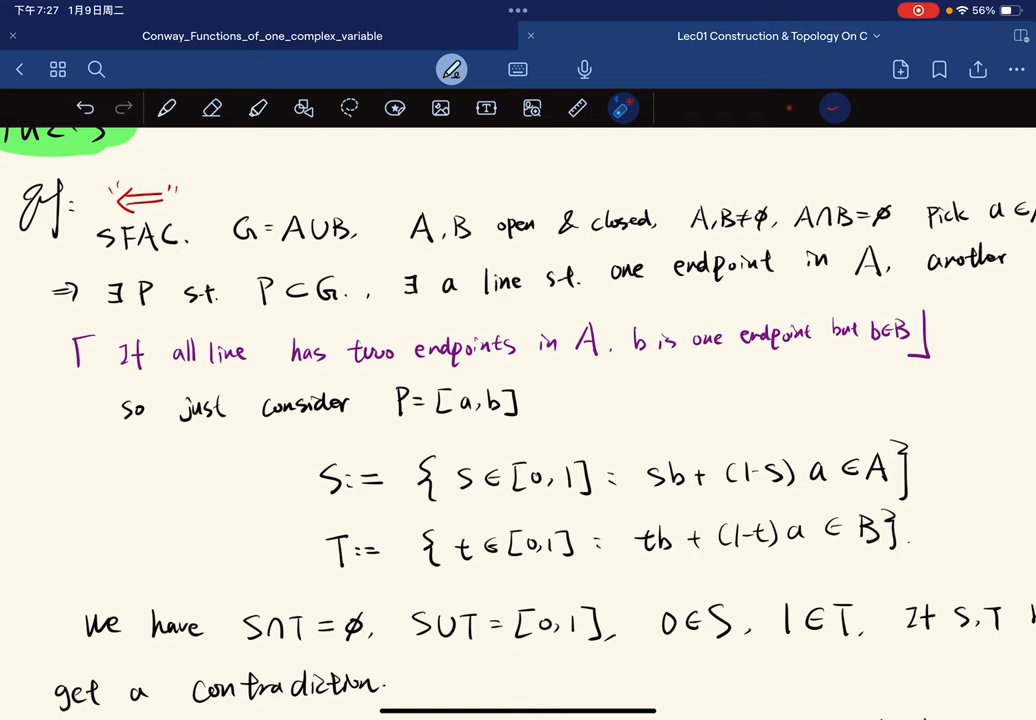 下午7:27 1月9日周二
56%
Conway_Functions_of_one_complex_variable
Lec01 Construction & Topology On C
pf: "⇐"
SFAC. G = A∪B, A, B open & closed, A, B ≠ ∅, A∩B = ∅ Pick a ∈ A
⇒ ∃ P s.t. P ⊂ G., ∃ a line s.t. one endpoint in A, another
「 If all line has two endpoints in A, b is one endpoint but b∈B 」
so just consider P = [a, b]
S := { s ∈ [0, 1] : sb + (1-s) a ∈ A }
T := { t ∈ [0, 1] : tb + (1-t) a ∈ B }.
We have S∩T = ∅, S∪T = [0, 1], 0 ∈ S, 1 ∈ T, If S, T
get a contradiction.